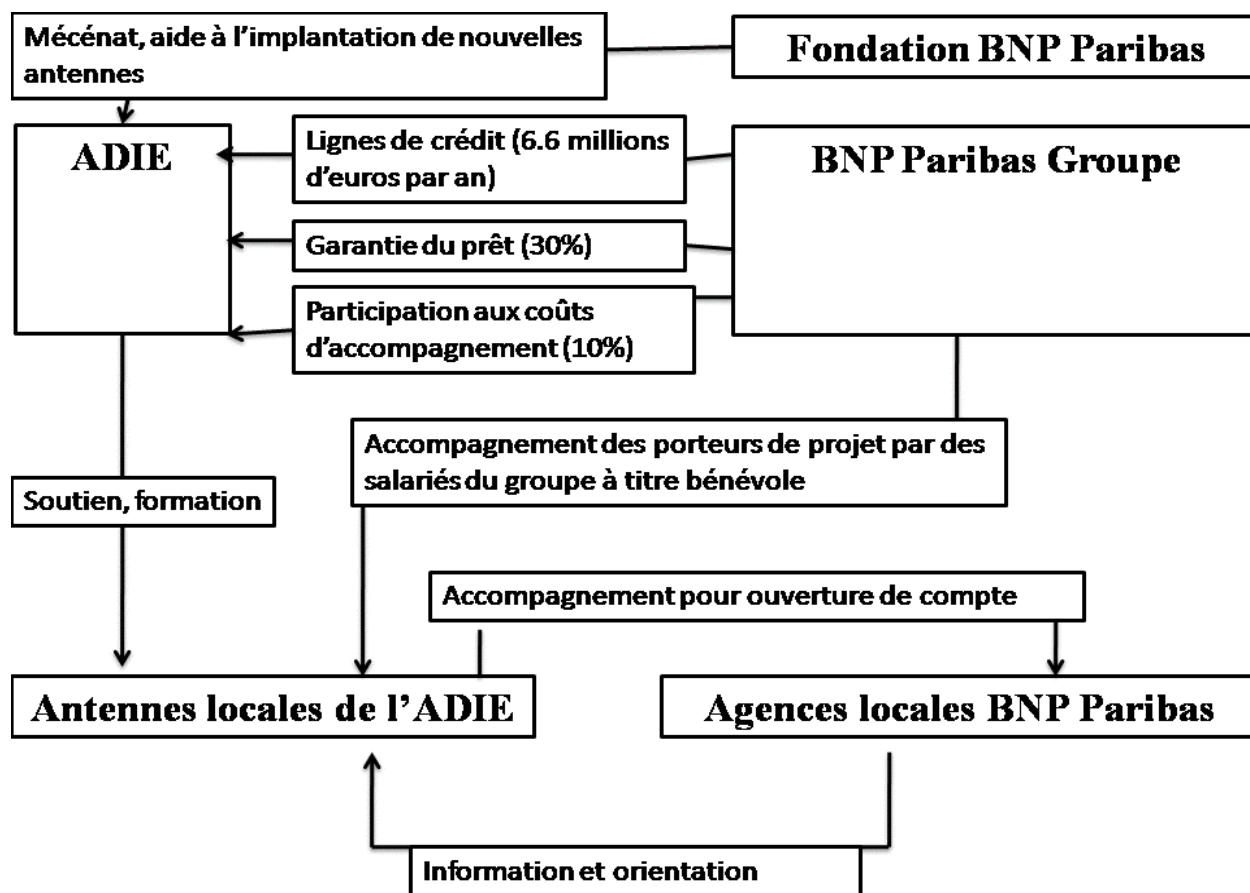 Mécénat, aide à l’implantation de nouvelles
antennes
Fondation BNP Paribas
ADIE
Lignes de crédit (6.6 millions
d’euros par an)
BNP Paribas Groupe
Garantie du prêt (30%)
Participation aux coûts
d’accompagnement (10%)
Accompagnement des porteurs de projet par des
salariés du groupe à titre bénévole
Soutien, formation
Accompagnement pour ouverture de compte
Antennes locales de l’ADIE
Agences locales BNP Paribas
Information et orientation